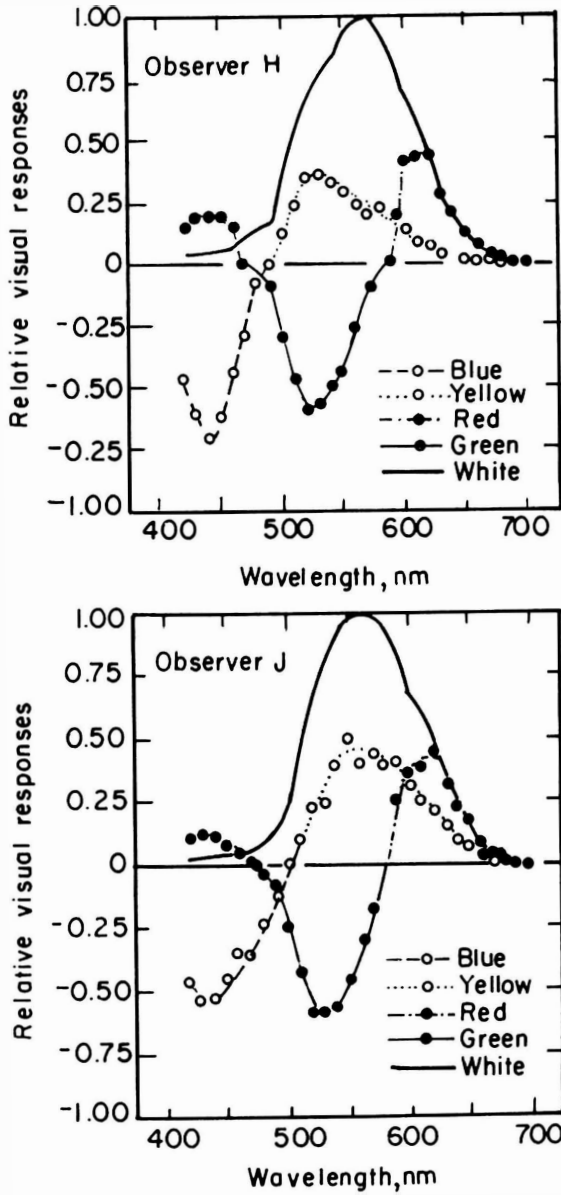 1.00
Observer H
0.75
0.50
0.25
0
-0.25
-0.50
-0.25
-1.00
Relative visual responses
Blue
Yellow
Red
Green
White
400 500 600 700
Wavelength, nm
1.00
Observer J
0.75
0.50
0.25
0
-0.25
-0.50
-0.75
-1.00
Relative visual responses
Blue
Yellow
Red
Green
White
400 500 600 700
Wavelength, nm